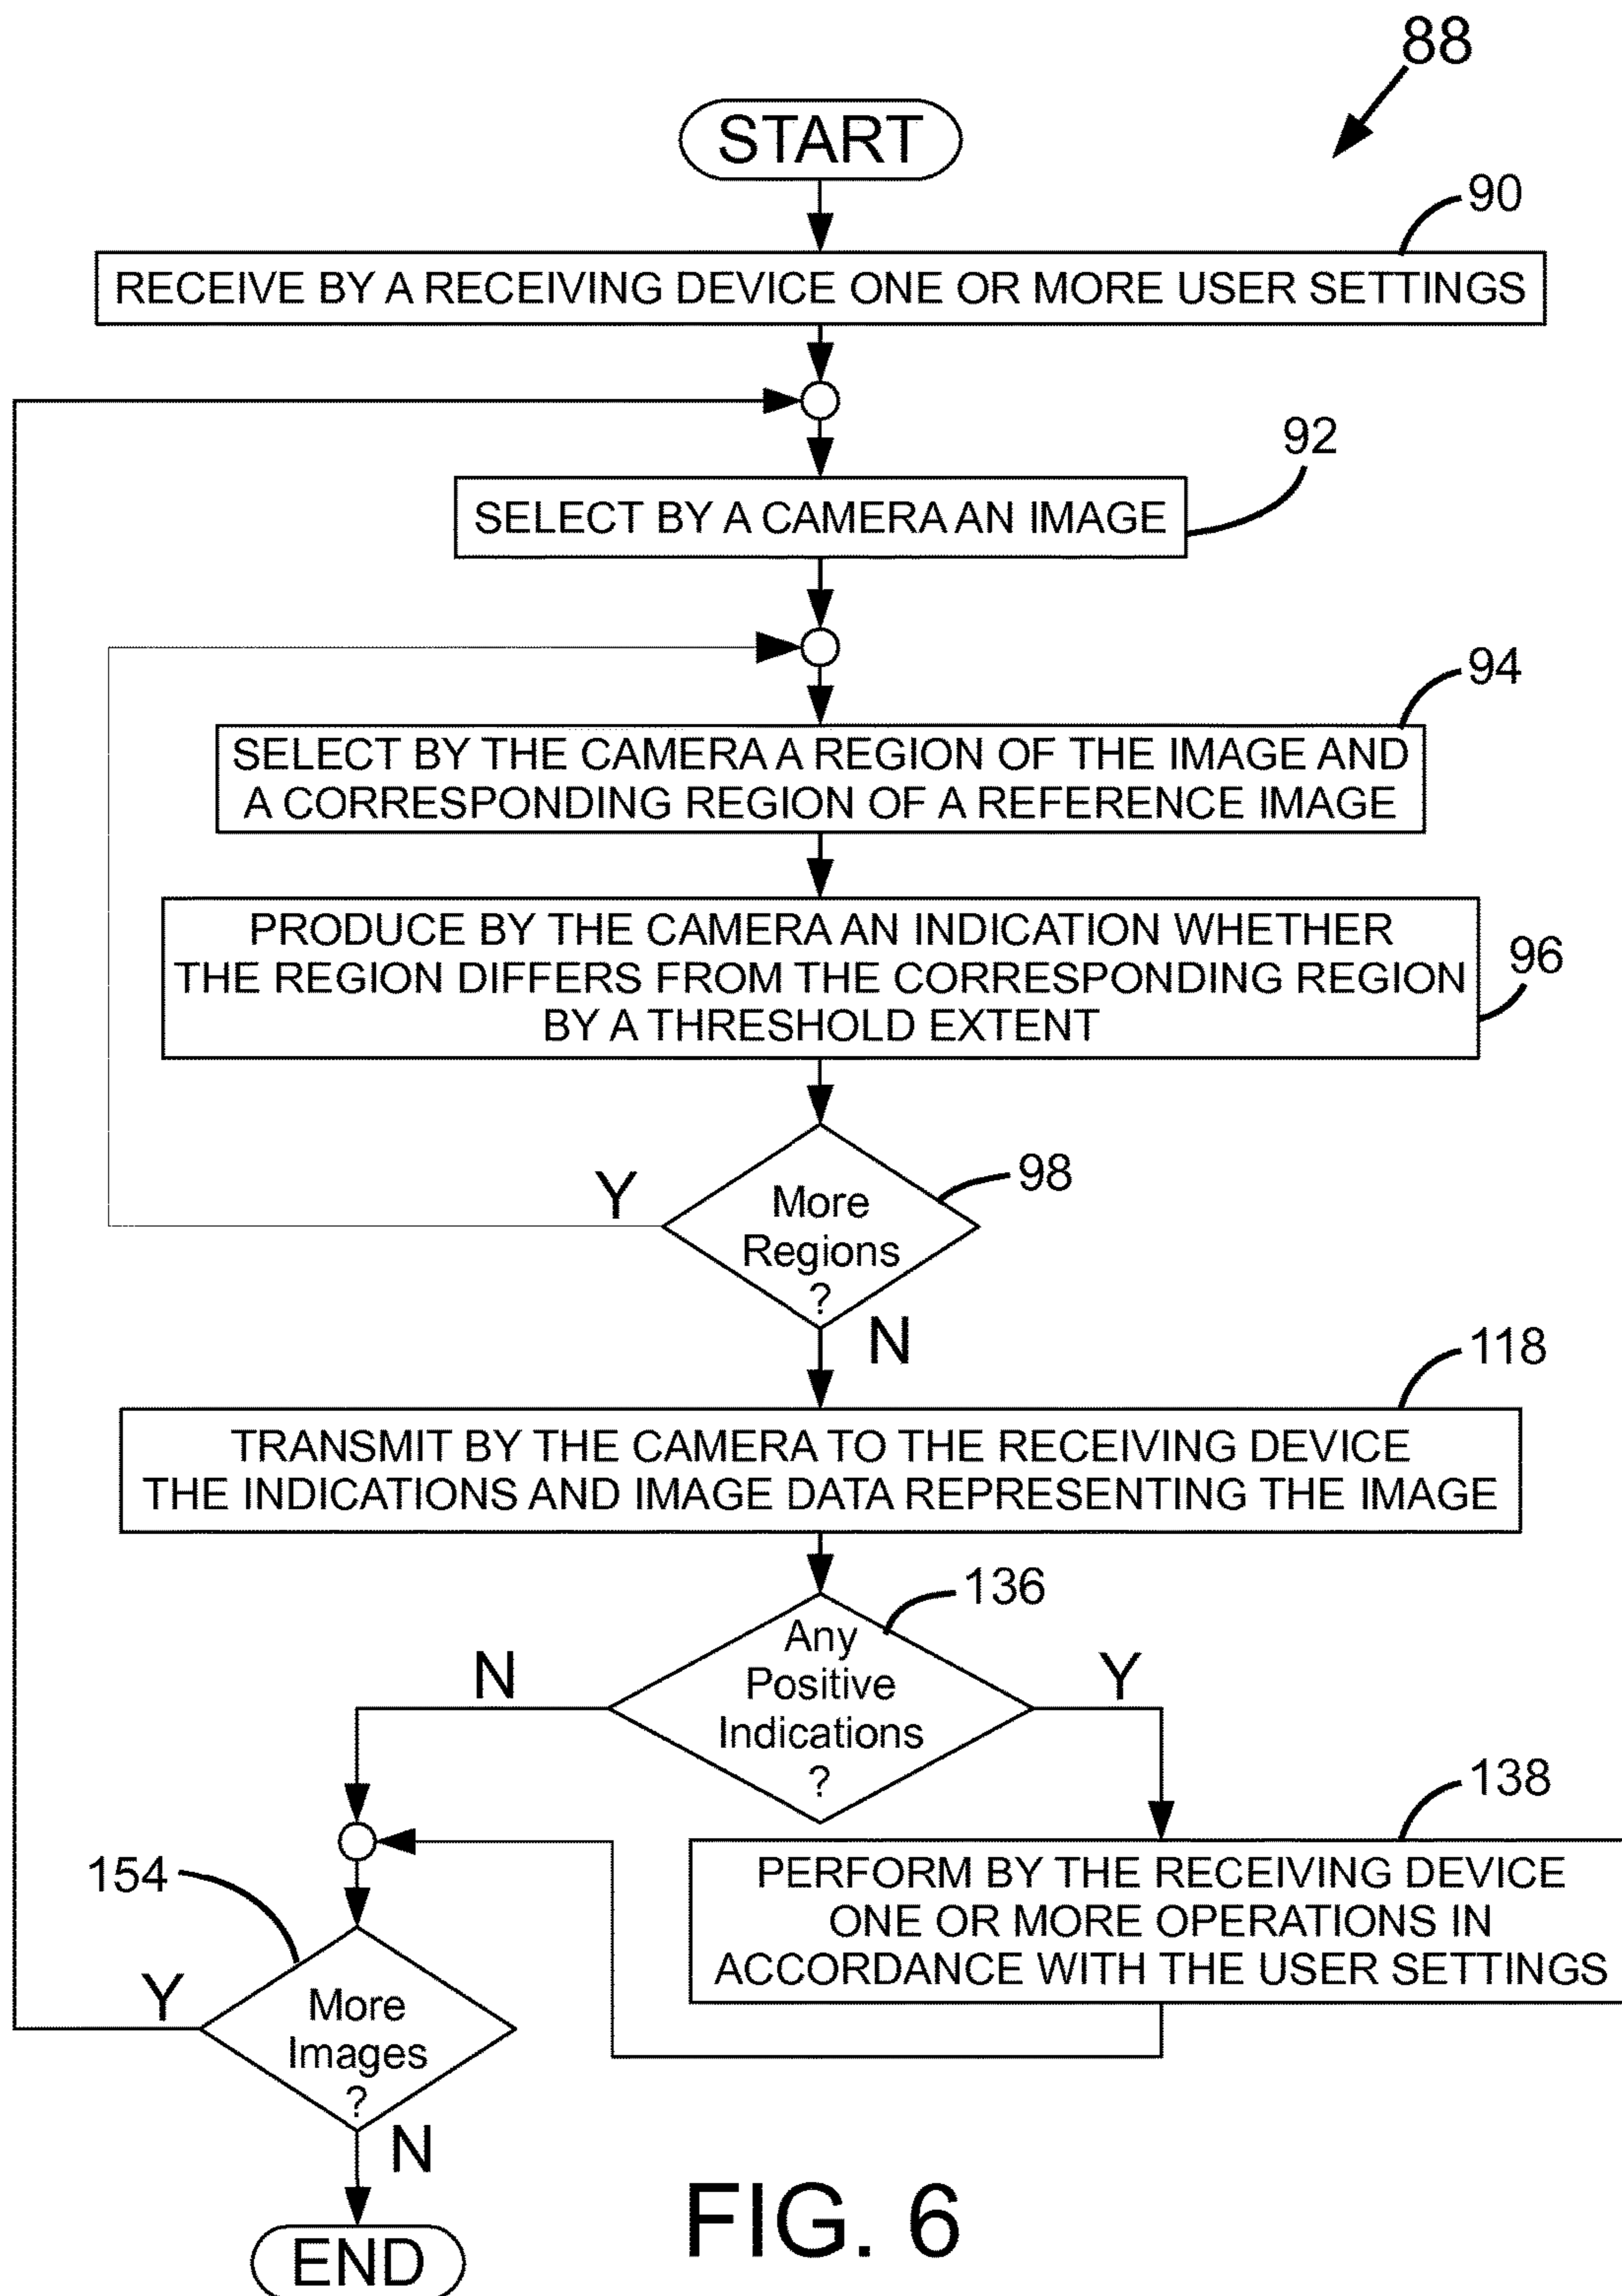 88
START
90
RECEIVE BY A RECEIVING DEVICE ONE OR MORE USER SETTINGS
92
SELECT BY A CAMERA AN IMAGE
94
SELECT BY THE CAMERA A REGION OF THE IMAGE AND
A CORRESPONDING REGION OF A REFERENCE IMAGE
PRODUCE BY THE CAMERA AN INDICATION WHETHER
THE REGION DIFFERS FROM THE CORRESPONDING REGION
BY A THRESHOLD EXTENT
96
98
Y
More
Regions
?
N
118
TRANSMIT BY THE CAMERA TO THE RECEIVING DEVICE
THE INDICATIONS AND IMAGE DATA REPRESENTING THE IMAGE
136
N
Any
Positive
Indications
?
Y
138
PERFORM BY THE RECEIVING DEVICE
ONE OR MORE OPERATIONS IN
ACCORDANCE WITH THE USER SETTINGS
154
Y
More
Images
?
N
END
FIG. 6